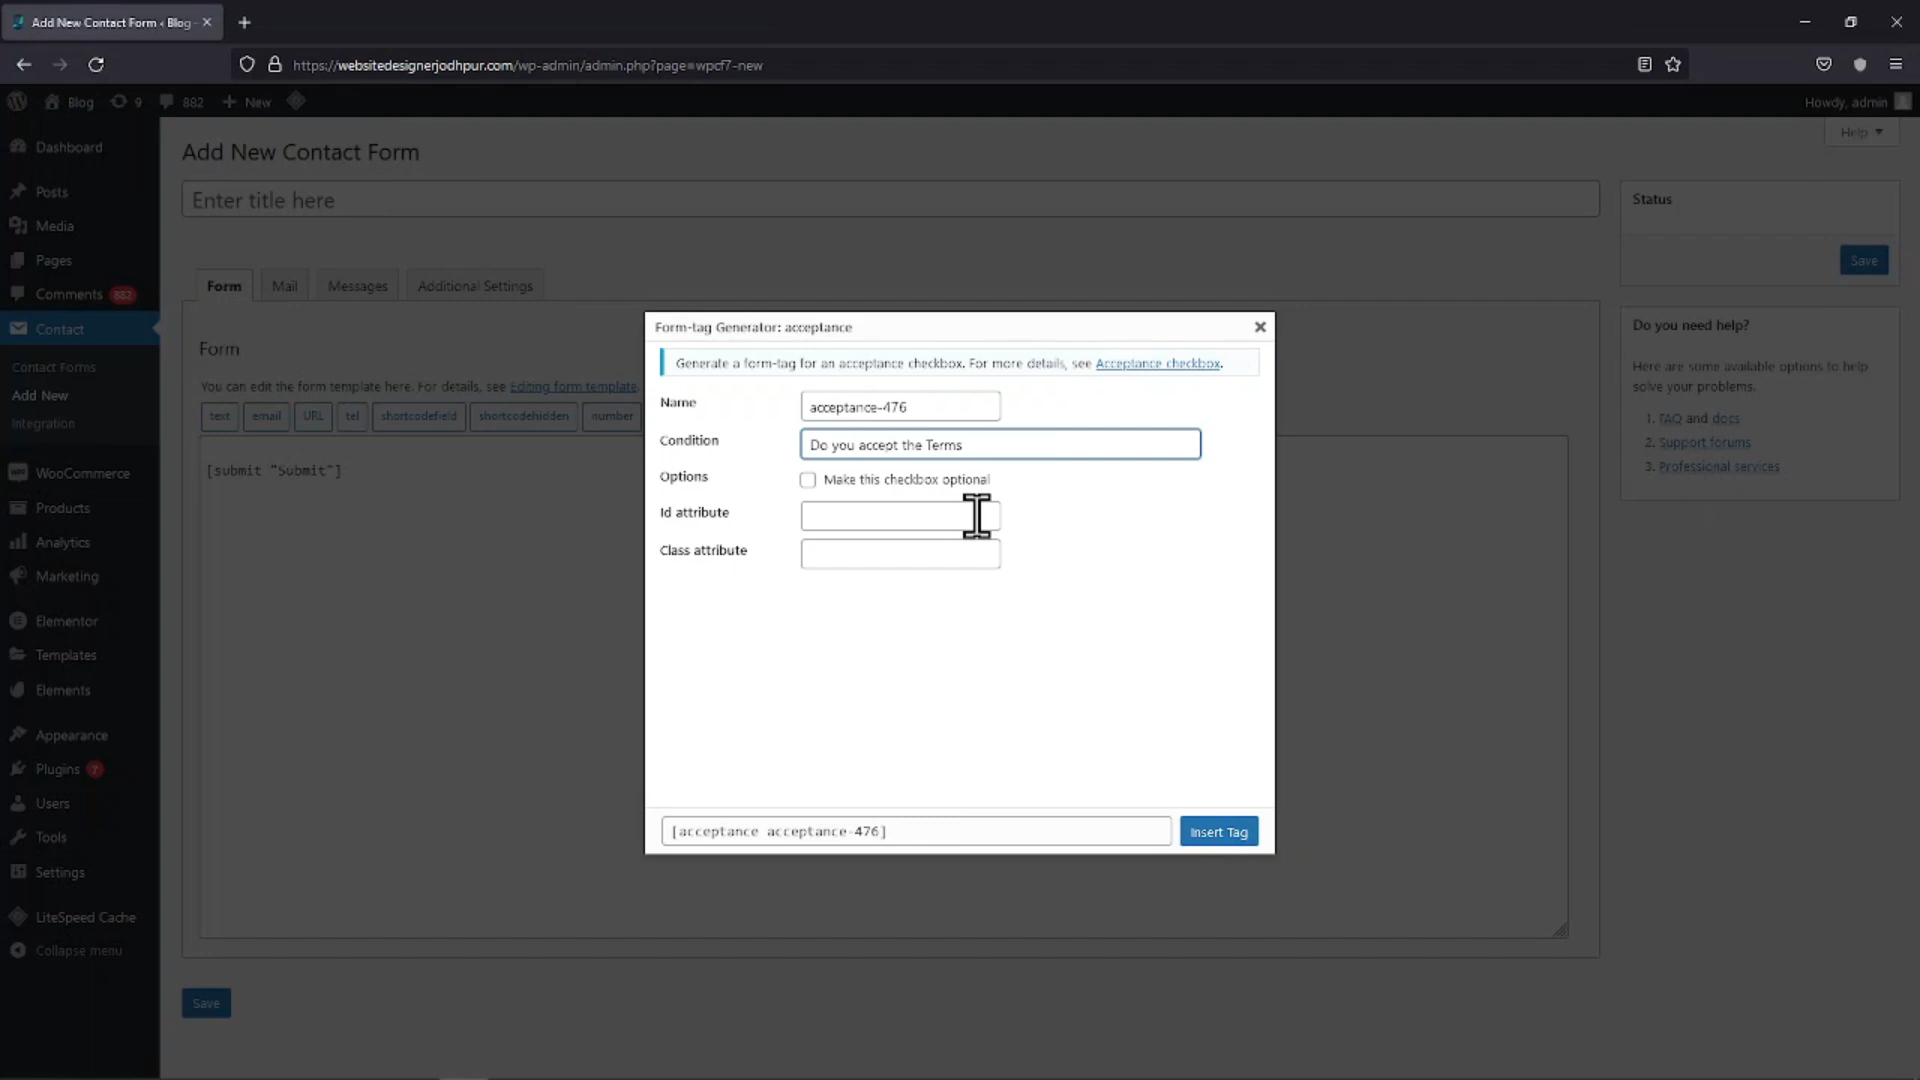 Add New Contact Form ‹ Blog
https://websitedesignerjodhpur.com/wp-admin/admin.php?page=wpcf7-new
Blog 9 882 New
Howdy, admin
Dashboard
Posts
Media
Pages
Comments 882
Contact
Contact Forms
Add New
Integration
WooCommerce
Products
Analytics
Marketing
Elementor
Templates
Elements
Appearance
Plugins 7
Users
Tools
Settings
LiteSpeed Cache
Collapse menu
Help
Add New Contact Form
Enter title here
Form Mail Messages Additional Settings
Form
You can edit the form template here. For details, see Editing form template.
text email URL tel shortcodefield shortcodehidden number
[submit "Submit"]
Save
Form-tag Generator: acceptance
Generate a form-tag for an acceptance checkbox. For more details, see Acceptance checkbox.
Name acceptance-476
Condition Do you accept the Terms
Options Make this checkbox optional
Id attribute
Class attribute
[acceptance acceptance-476] Insert Tag
Status
Save
Do you need help?
Here are some available options to help
solve your problems.
1. FAQ and docs
2. Support forums
3. Professional services